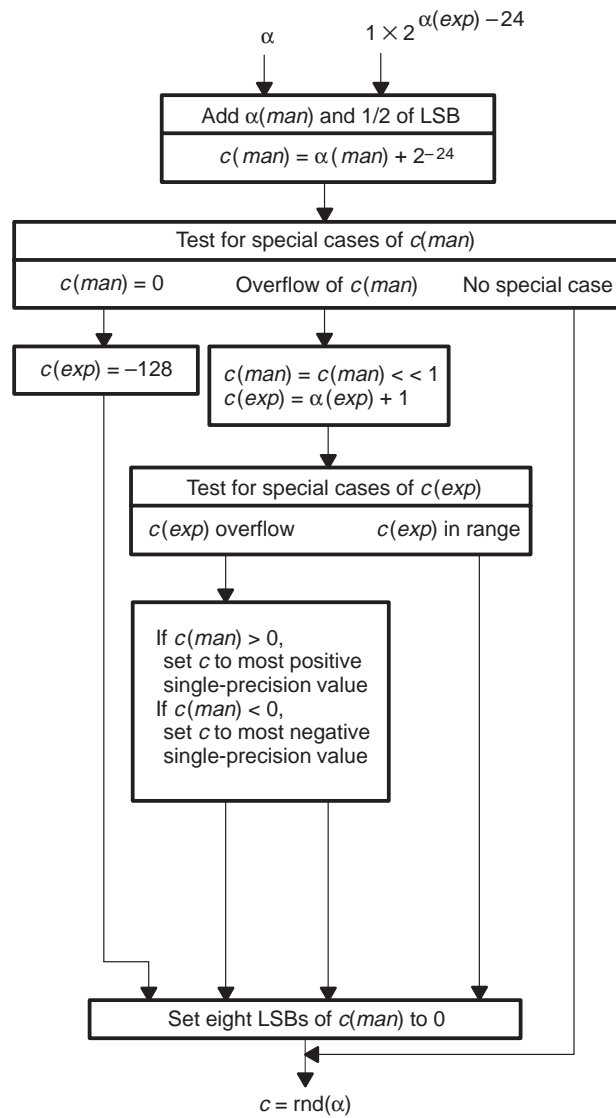 α
1 × 2^α(exp) – 24
Add α(man) and 1/2 of LSB
c(man) = α(man) + 2^–24
Test for special cases of c(man)
c(man) = 0 Overflow of c(man) No special case
c(exp) = –128
c(man) = c(man) < < 1
c(exp) = α(exp) + 1
Test for special cases of c(exp)
c(exp) overflow c(exp) in range
If c(man) > 0,
set c to most positive
single-precision value
If c(man) < 0,
set c to most negative
single-precision value
Set eight LSBs of c(man) to 0
c = rnd(α)